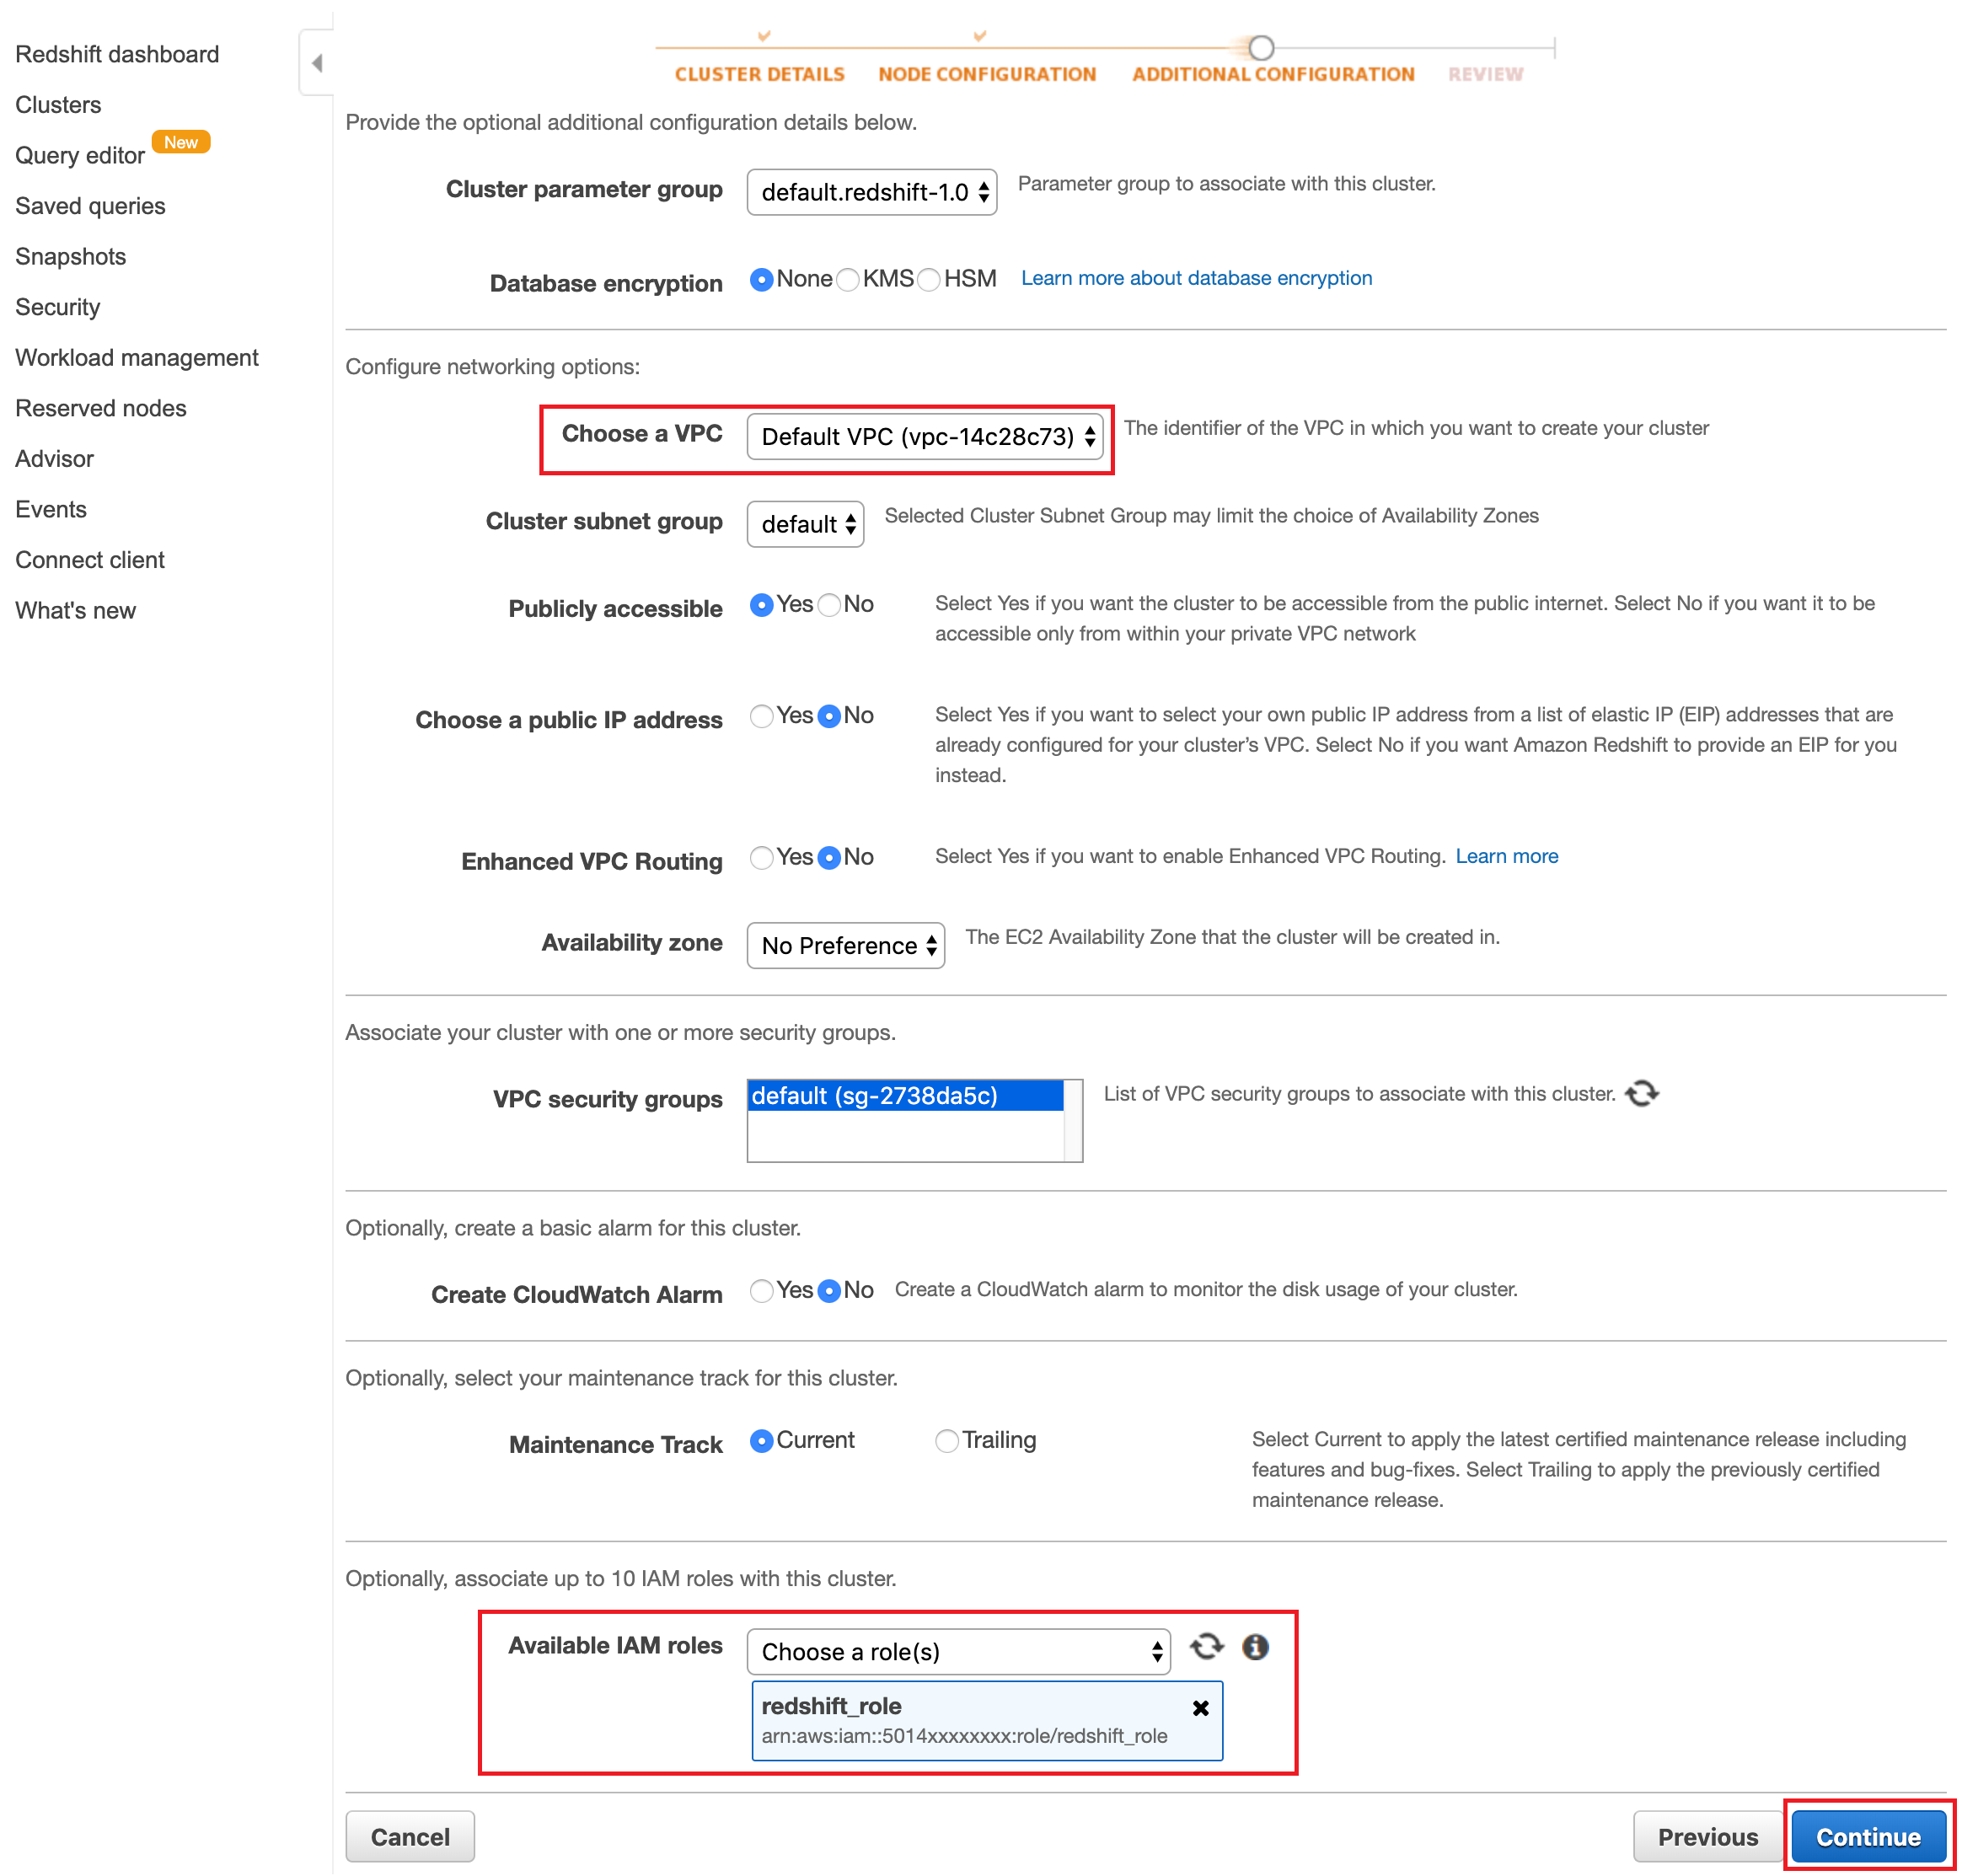 Redshift dashboard
Clusters
Query editor New
Saved queries
Snapshots
Security
Workload management
Reserved nodes
Advisor
Events
Connect client
What's new
CLUSTER DETAILS NODE CONFIGURATION ADDITIONAL CONFIGURATION REVIEW
Provide the optional additional configuration details below.
Cluster parameter group default.redshift-1.0 Parameter group to associate with this cluster.
Database encryption None KMS HSM Learn more about database encryption
Configure networking options:
Choose a VPC Default VPC (vpc-14c28c73) The identifier of the VPC in which you want to create your cluster
Cluster subnet group default Selected Cluster Subnet Group may limit the choice of Availability Zones
Publicly accessible Yes No Select Yes if you want the cluster to be accessible from the public internet. Select No if you want it to be
accessible only from within your private VPC network
Choose a public IP address Yes No Select Yes if you want to select your own public IP address from a list of elastic IP (EIP) addresses that are
already configured for your cluster’s VPC. Select No if you want Amazon Redshift to provide an EIP for you
instead.
Enhanced VPC Routing Yes No Select Yes if you want to enable Enhanced VPC Routing. Learn more
Availability zone No Preference The EC2 Availability Zone that the cluster will be created in.
Associate your cluster with one or more security groups.
VPC security groups default (sg-2738da5c) List of VPC security groups to associate with this cluster.
Optionally, create a basic alarm for this cluster.
Create CloudWatch Alarm Yes No Create a CloudWatch alarm to monitor the disk usage of your cluster.
Optionally, select your maintenance track for this cluster.
Maintenance Track Current Trailing Select Current to apply the latest certified maintenance release including
features and bug-fixes. Select Trailing to apply the previously certified
maintenance release.
Optionally, associate up to 10 IAM roles with this cluster.
Available IAM roles Choose a role(s)
redshift_role
arn:aws:iam::5014xxxxxxxx:role/redshift_role
Cancel Previous Continue